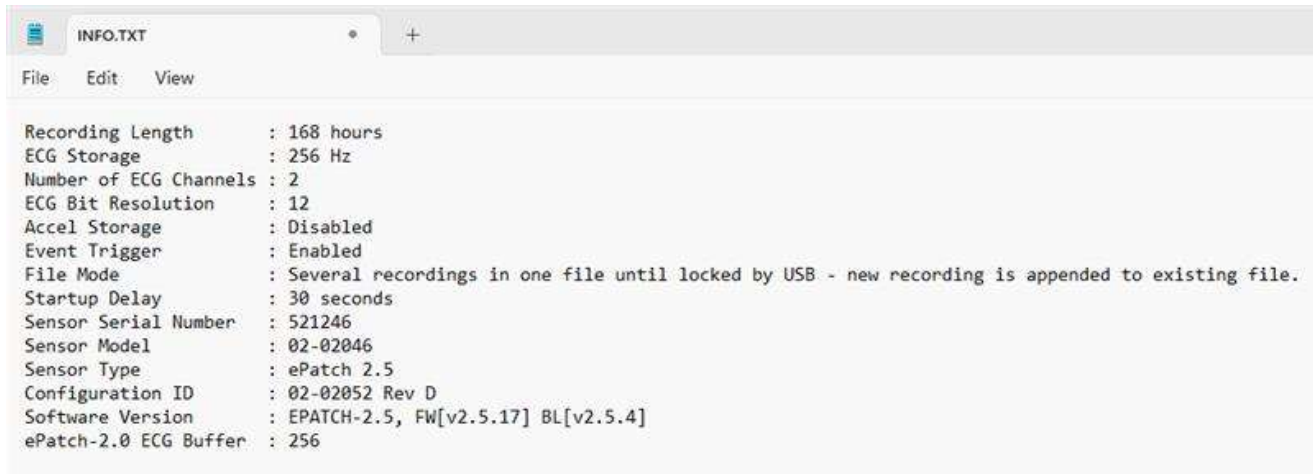 INFO.TXT
File Edit View
Recording Length : 168 hours
ECG Storage : 256 Hz
Number of ECG Channels : 2
ECG Bit Resolution : 12
Accel Storage : Disabled
Event Trigger : Enabled
File Mode : Several recordings in one file until locked by USB - new recording is appended to existing file.
Startup Delay : 30 seconds
Sensor Serial Number : 521246
Sensor Model : 02-02046
Sensor Type : ePatch 2.5
Configuration ID : 02-02052 Rev D
Software Version : EPATCH-2.5, FW[v2.5.17] BL[v2.5.4]
ePatch-2.0 ECG Buffer : 256